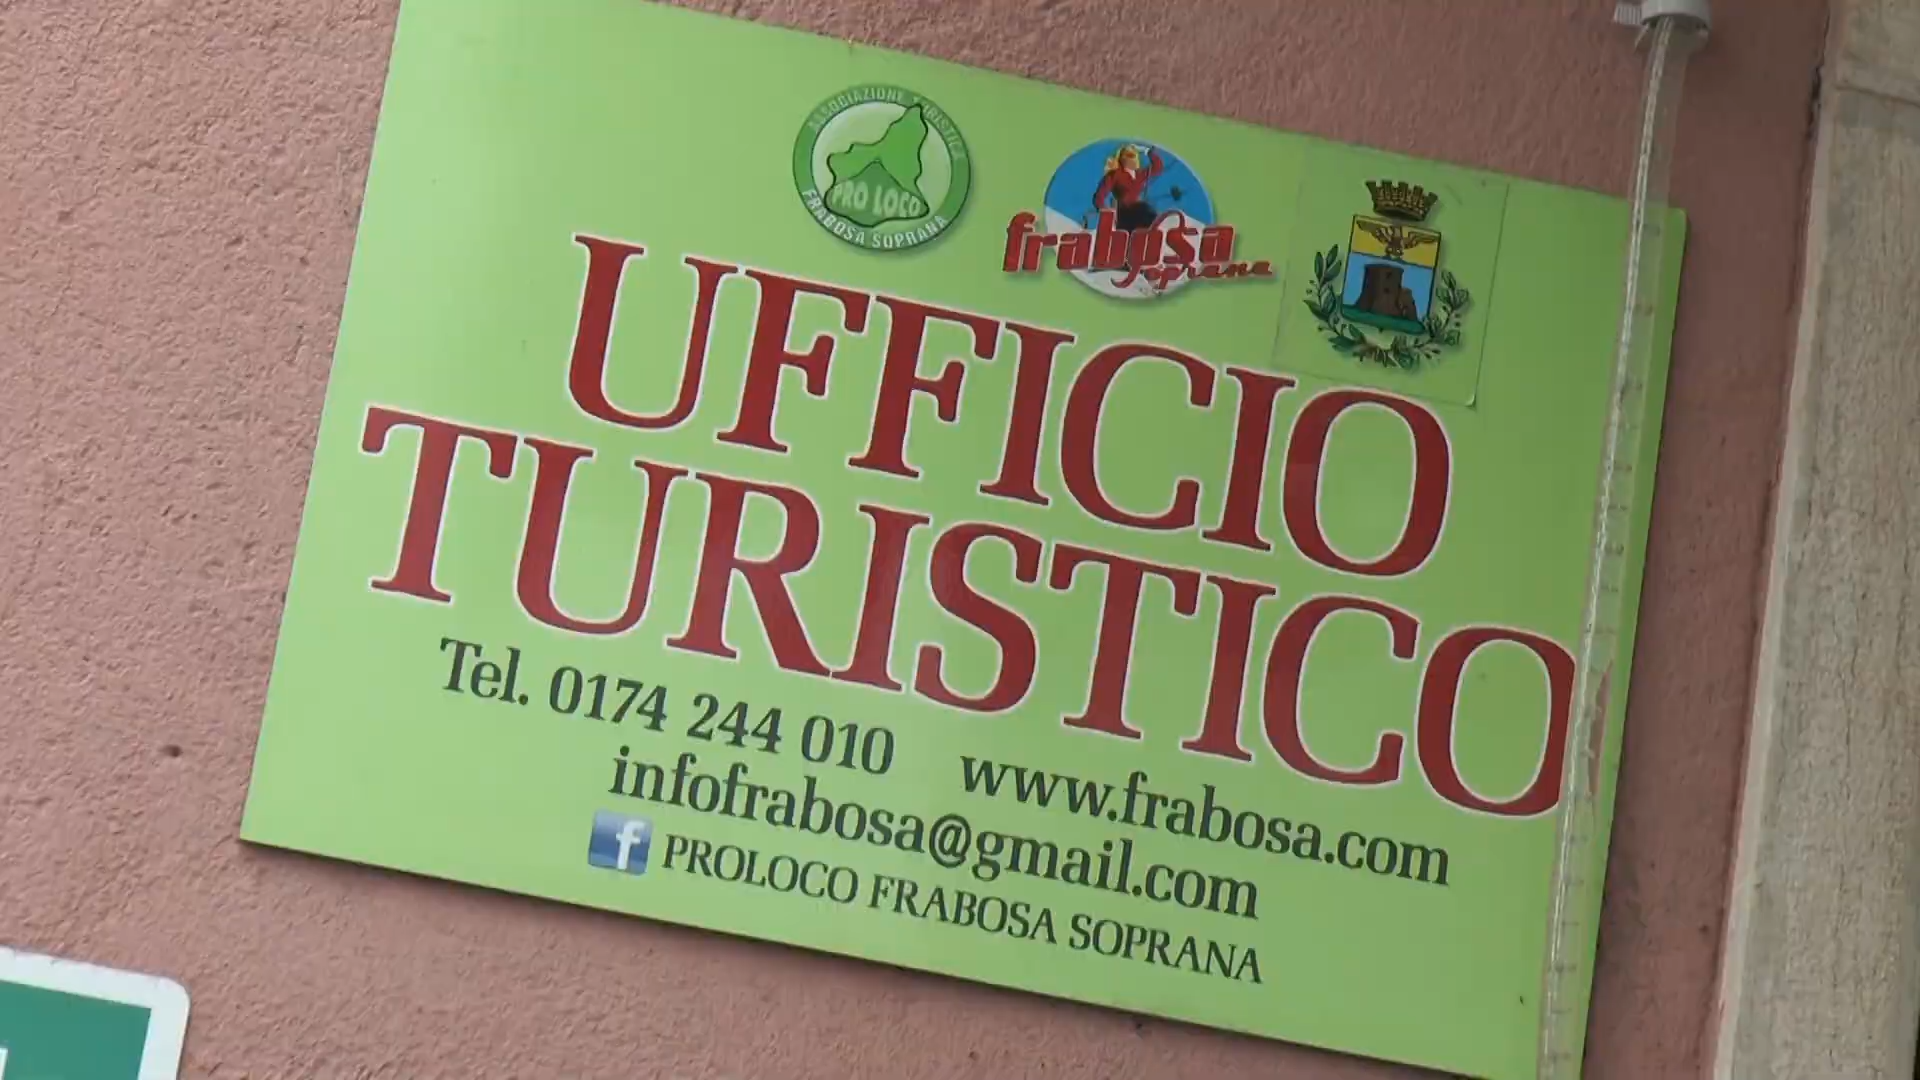 ASSOCIAZIONE TURISTICA
PRO LOCO
FRABOSA SOPRANA
frabosa
soprana
UFFICIO
TURISTICO
Tel. 0174 244 010 www.frabosa.com
infofrabosa@gmail.com
f PROLOCO FRABOSA SOPRANA